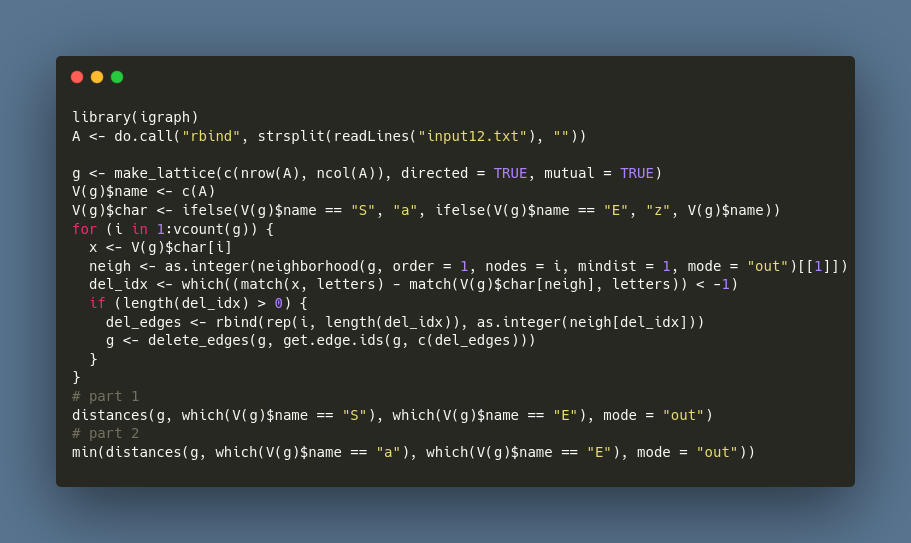 library(igraph)
A <- do.call("rbind", strsplit(readLines("input12.txt"), ""))

g <- make_lattice(c(nrow(A), ncol(A)), directed = TRUE, mutual = TRUE)
V(g)$name <- c(A)
V(g)$char <- ifelse(V(g)$name == "S", "a", ifelse(V(g)$name == "E", "z", V(g)$name))
for (i in 1:vcount(g)) {
  x <- V(g)$char[i]
  neigh <- as.integer(neighborhood(g, order = 1, nodes = i, mindist = 1, mode = "out")[[1]])
  del_idx <- which((match(x, letters) - match(V(g)$char[neigh], letters)) < -1)
  if (length(del_idx) > 0) {
    del_edges <- rbind(rep(i, length(del_idx)), as.integer(neigh[del_idx]))
    g <- delete_edges(g, get.edge.ids(g, c(del_edges)))
  }
}
# part 1
distances(g, which(V(g)$name == "S"), which(V(g)$name == "E"), mode = "out")
# part 2
min(distances(g, which(V(g)$name == "a"), which(V(g)$name == "E"), mode = "out"))